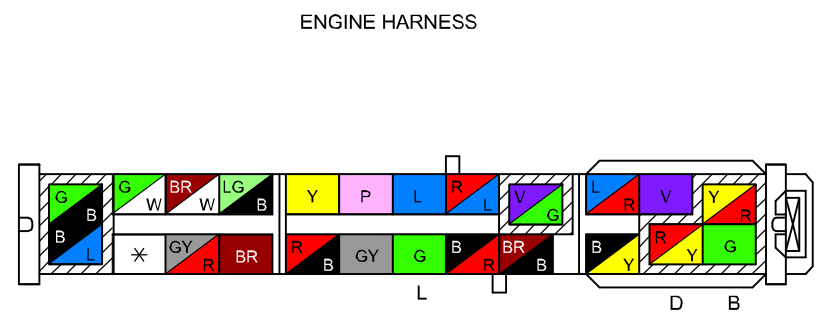 ENGINE HARNESS
G B G W BR W LG B Y P L R L V G L R V Y R
B L * GY R BR R B GY G B R BR B B Y R Y G
L D B